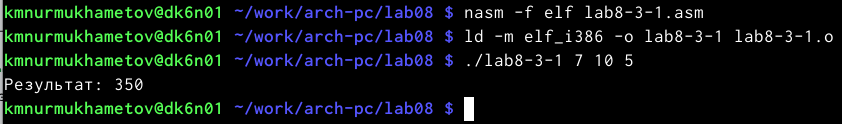 kmnurmukhametov@dk6n01 ~/work/arch-pc/lab08 $ nasm -f elf lab8-3-1.asm
kmnurmukhametov@dk6n01 ~/work/arch-pc/lab08 $ ld -m elf_i386 -o lab8-3-1 lab8-3-1.o
kmnurmukhametov@dk6n01 ~/work/arch-pc/lab08 $ ./lab8-3-1 7 10 5
Результат: 350
kmnurmukhametov@dk6n01 ~/work/arch-pc/lab08 $